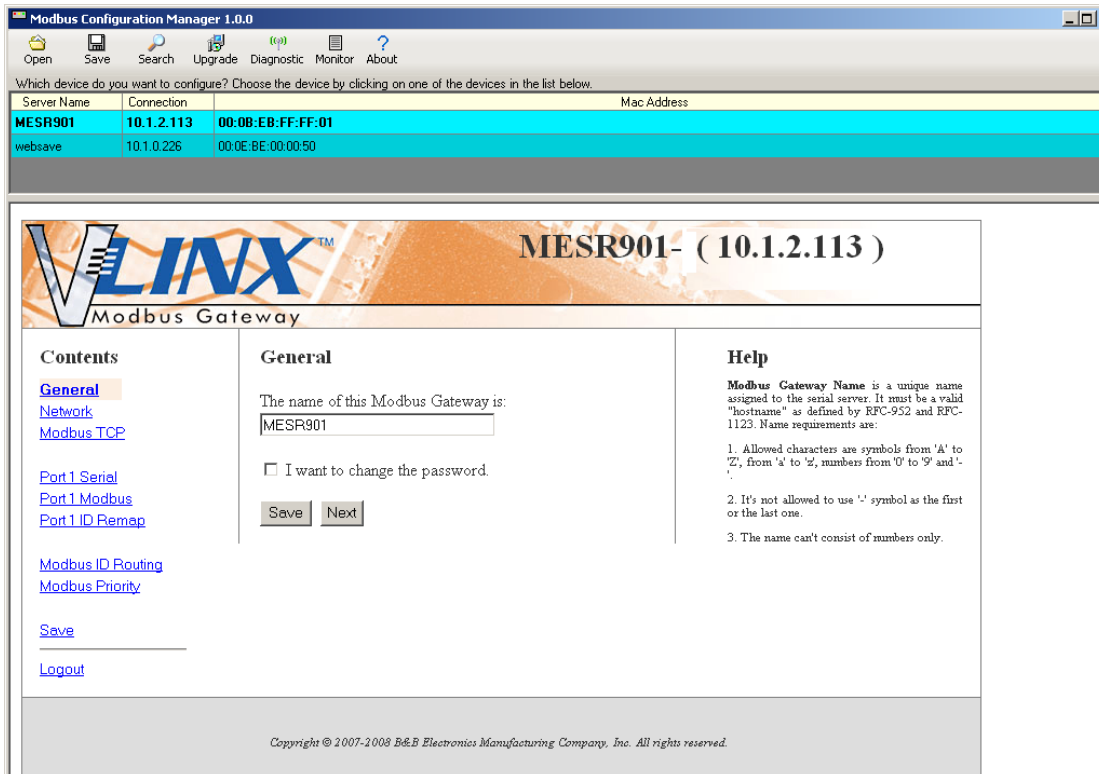 Modbus Configuration Manager 1.0.0
Open Save Search Upgrade Diagnostic Monitor About
Which device do you want to configure? Choose the device by clicking on one of the devices in the list below.
Server Name Connection Mac Address
MESR901 10.1.2.113 00:0B:EB:FF:FF:01
websave 10.1.0.226 00:0E:BE:00:00:50
VLINX™
Modbus Gateway
MESR901- ( 10.1.2.113 )
Contents
General
Network
Modbus TCP
Port 1 Serial
Port 1 Modbus
Port 1 ID Remap
Modbus ID Routing
Modbus Priority
Save
Logout
General
The name of this Modbus Gateway is:
MESR901
I want to change the password.
Save Next
Help
Modbus Gateway Name is a unique name
assigned to the serial server. It must be a valid
"hostname" as defined by RFC-952 and RFC-
1123. Name requirements are:
1. Allowed characters are symbols from 'A' to
'Z', from 'a' to 'z', numbers from '0' to '9' and '-
'.
2. It's not allowed to use '-' symbol as the first
or the last one.
3. The name can't consist of numbers only.
Copyright © 2007-2008 B&B Electronics Manufacturing Company, Inc. All rights reserved.